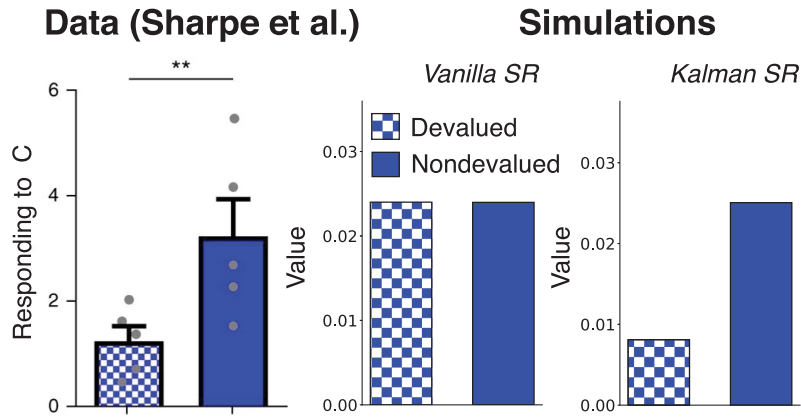 Data (Sharpe et al.)
Simulations
Responding to C
6
4
2
0
**
Vanilla SR
Value
0.03
0.02
0.01
0.00
Devalued
Nondevalued
Kalman SR
Value
0.03
0.02
0.01
0.00